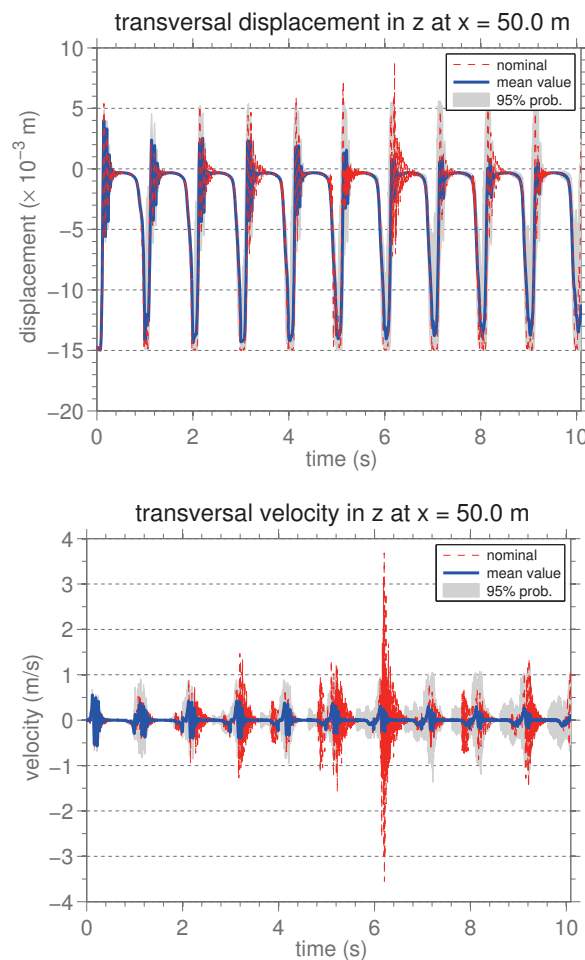 transversal displacement in z at x = 50.0 m
10
5
0
−5
−10
−15
−20
displacement (× 10⁻³ m)
nominal
mean value
95% prob.
0
2
4
6
8
10
time (s)
transversal velocity in z at x = 50.0 m
4
3
2
1
0
−1
−2
−3
−4
velocity (m/s)
nominal
mean value
95% prob.
0
2
4
6
8
10
time (s)